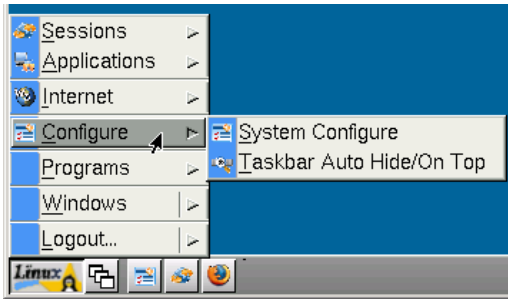 Sessions
Applications
Internet
Configure
System Configure
Taskbar Auto Hide/On Top
Programs
Windows
Logout...
Linux